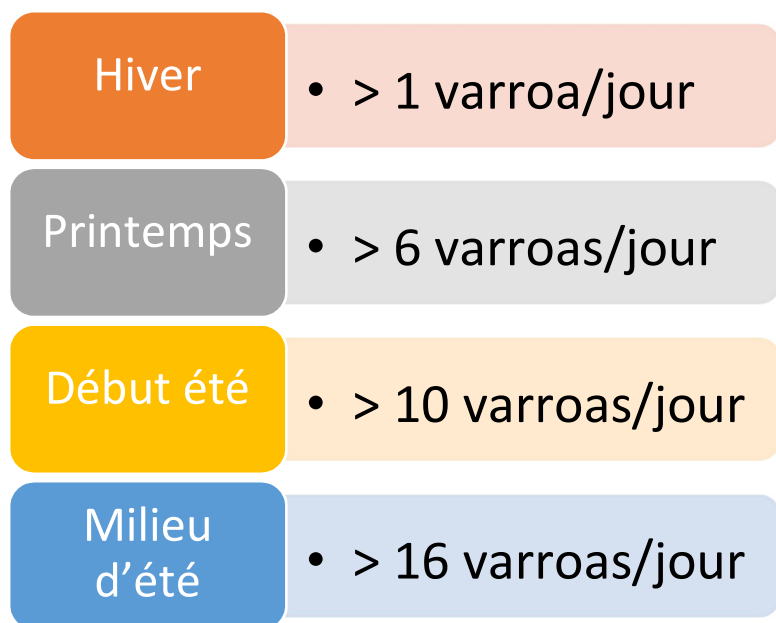 Hiver
• > 1 varroa/jour
Printemps
• > 6 varroas/jour
Début été
• > 10 varroas/jour
Milieu
d’été
• > 16 varroas/jour